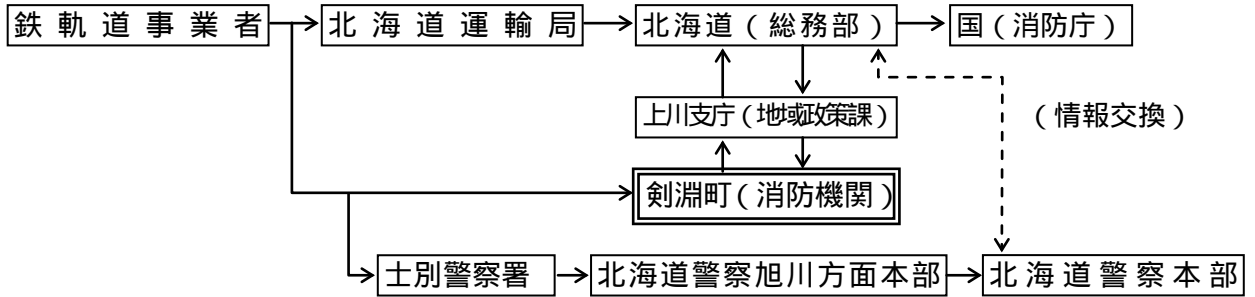 鉄軌道事業者
北海道運輸局
北海道(総務部)
国(消防庁)
上川支庁(地域政策課)
(情報交換)
剣淵町(消防機関)
士別警察署
北海道警察旭川方面本部
北海道警察本部